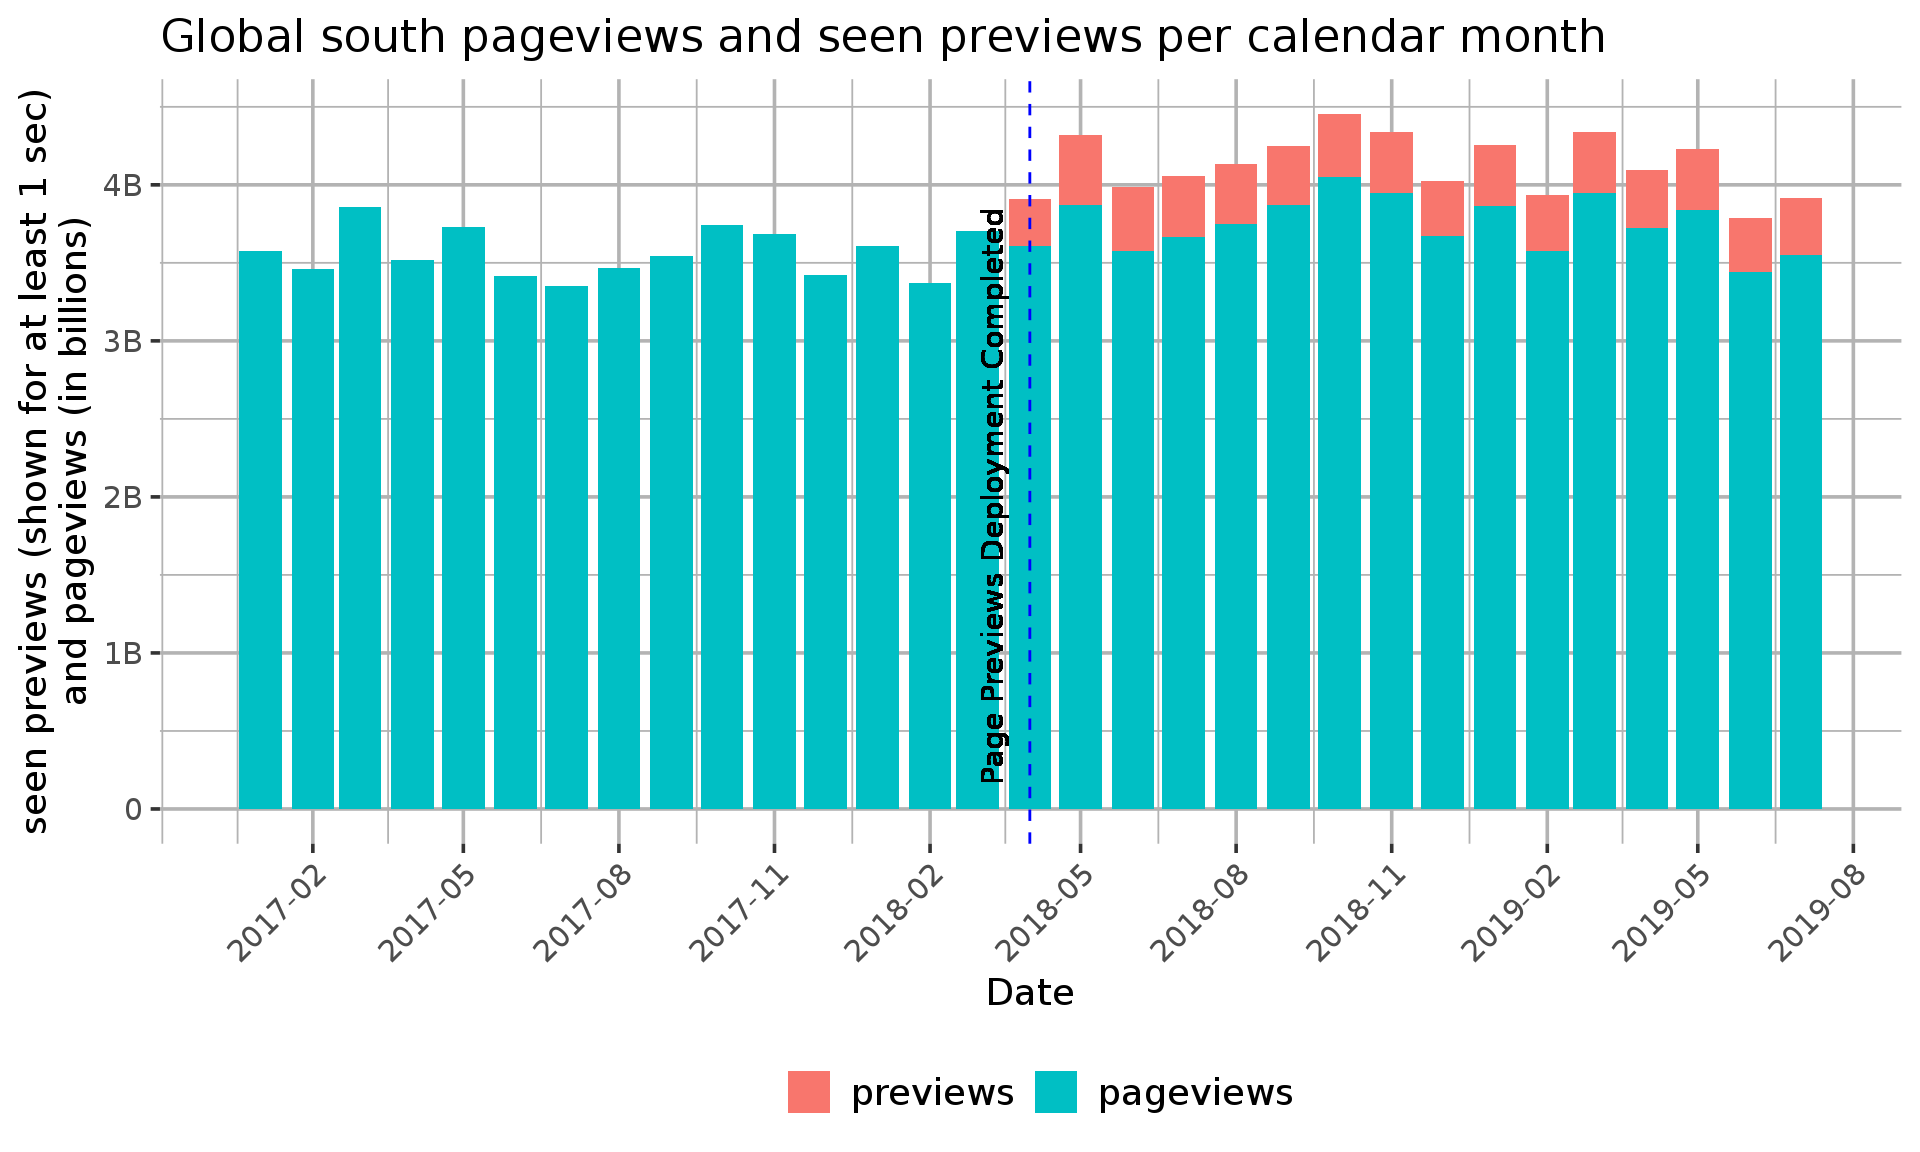 Global south pageviews and seen previews per calendar month
seen previews (shown for at least 1 sec)
and pageviews (in billions)
4B
3B
2B
1B
0
Page Previews Deployment Completed
2017-02
2017-05
2017-08
2017-11
2018-02
2018-05
2018-08
2018-11
2019-02
2019-05
2019-08
Date
previews
pageviews